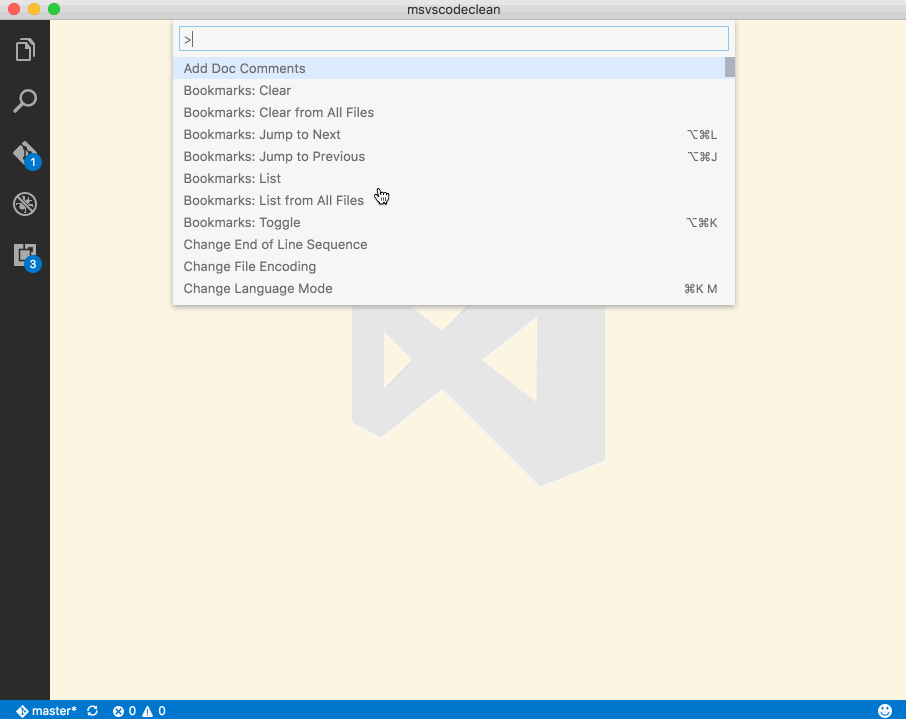 msvscodeclean
>
Add Doc Comments
Bookmarks: Clear
Bookmarks: Clear from All Files
Bookmarks: Jump to Next ⌥⌘L
Bookmarks: Jump to Previous ⌥⌘J
Bookmarks: List
Bookmarks: List from All Files
Bookmarks: Toggle ⌥⌘K
Change End of Line Sequence
Change File Encoding
Change Language Mode ⌘K M
1
3
master* 0 0